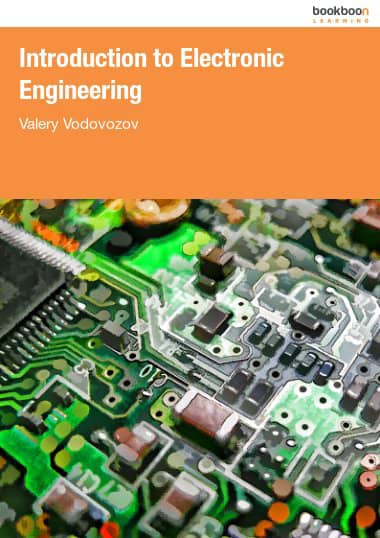 bookboon
LEARNING
Introduction to Electronic
Engineering
Valery Vodovozov